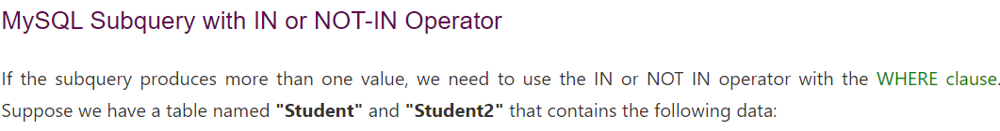 MySQL Subquery with IN or NOT-IN Operator
If the subquery produces more than one value, we need to use the IN or NOT IN operator with the WHERE clause.
Suppose we have a table named "Student" and "Student2" that contains the following data: